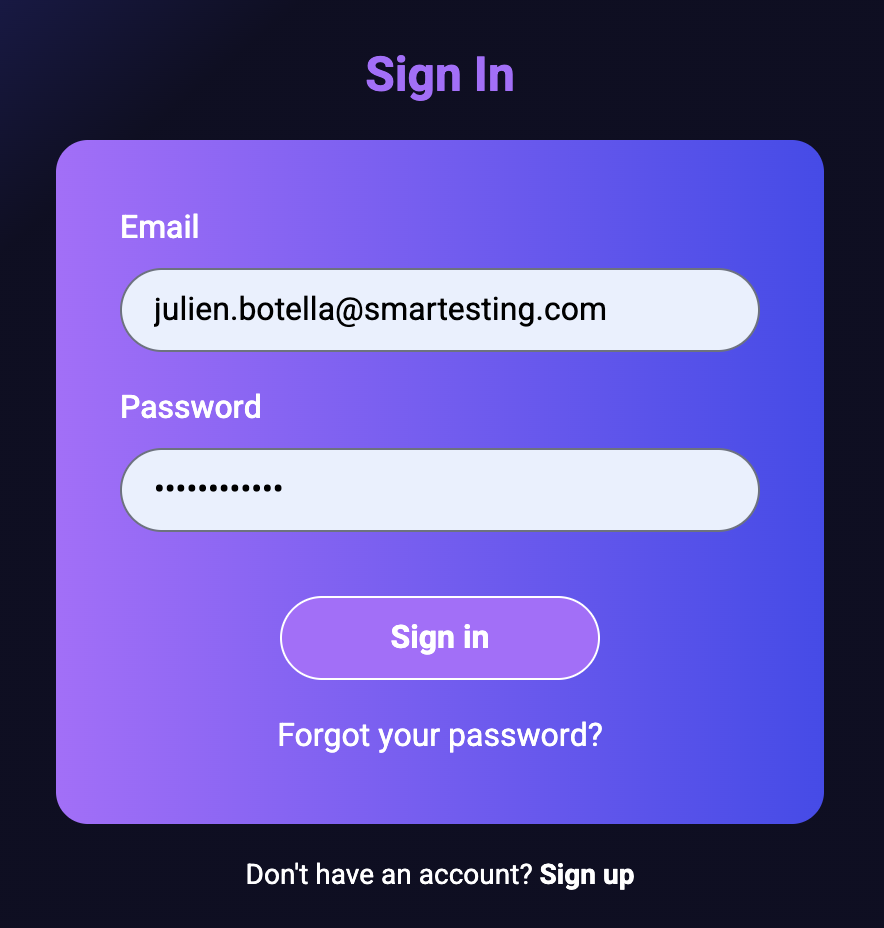 Sign In
Email
julien.botella@smartesting.com
Password
••••••••••••
Sign in
Forgot your password?
Don't have an account? Sign up